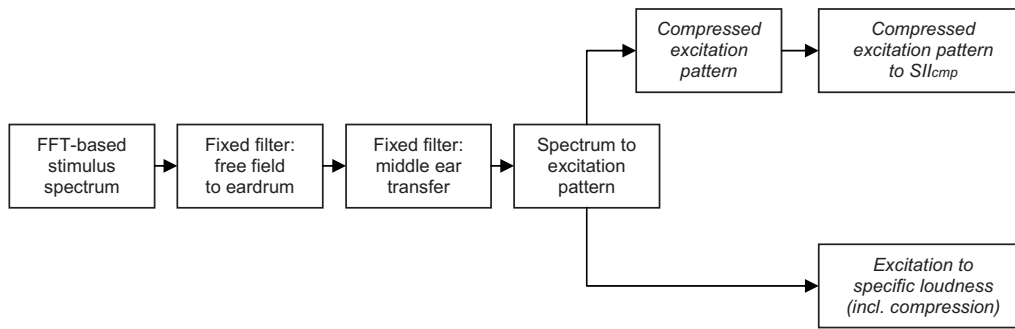 Compressed
excitation
pattern
Compressed
excitation pattern
to SIIcmp
FFT-based
stimulus
spectrum
Fixed filter:
free field
to eardrum
Fixed filter:
middle ear
transfer
Spectrum to
excitation
pattern
Excitation to
specific loudness
(incl. compression)